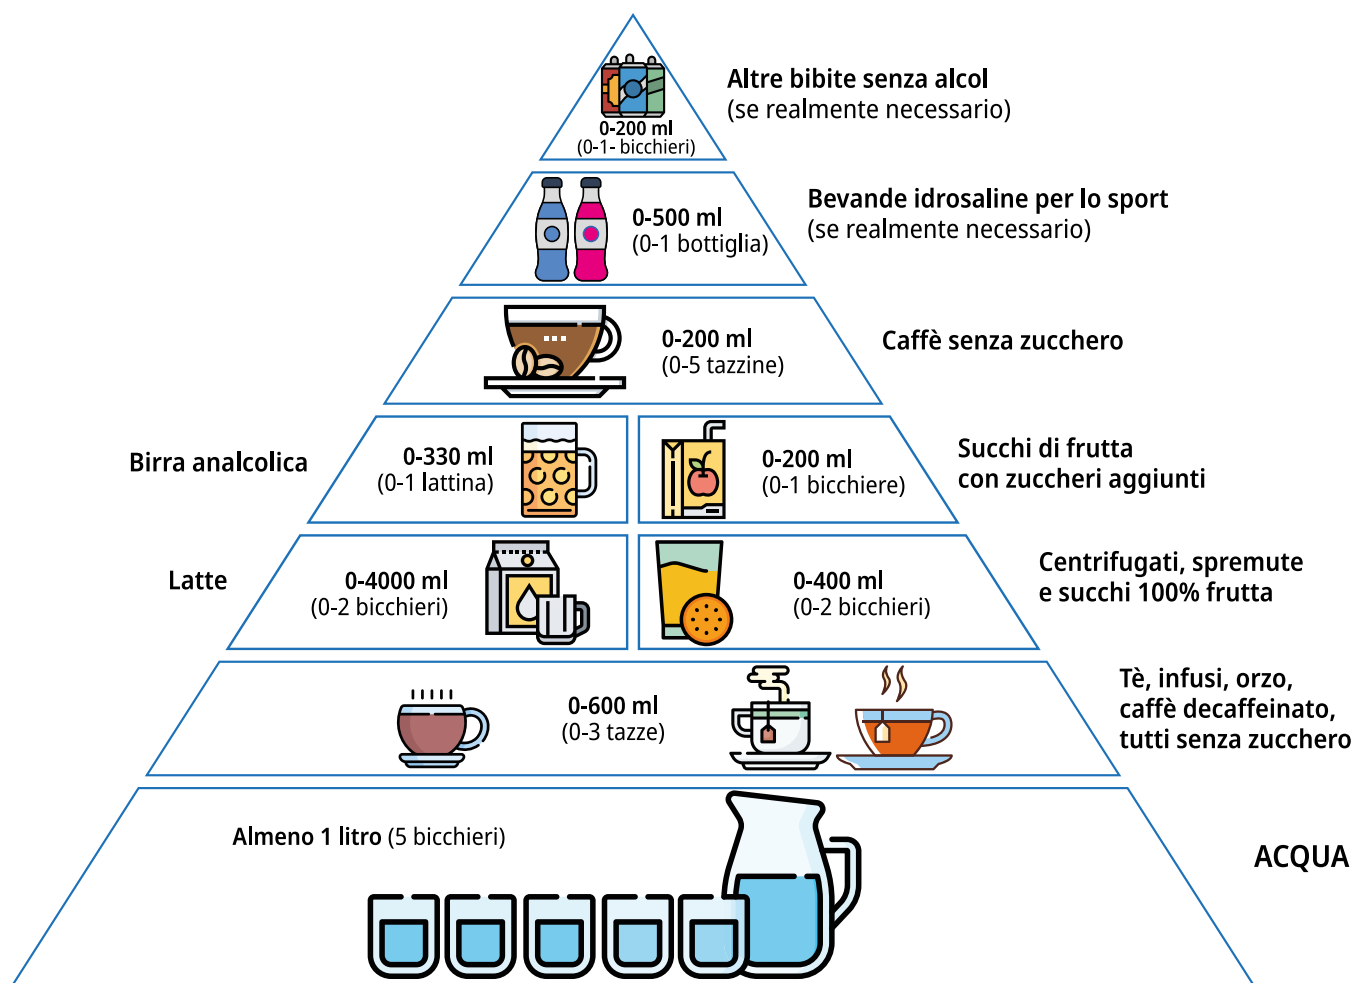 Altre bibite senza alcol
(se realmente necessario)
0-200 ml
(0-1- bicchieri)
Bevande idrosaline per lo sport
(se realmente necessario)
0-500 ml
(0-1 bottiglia)
Caffè senza zucchero
0-200 ml
(0-5 tazzine)
Birra analcolica
0-330 ml
(0-1 lattina)
0-200 ml
(0-1 bicchiere)
Succhi di frutta
con zuccheri aggiunti
Latte
0-4000 ml
(0-2 bicchieri)
0-400 ml
(0-2 bicchieri)
Centrifugati, spremute
e succhi 100% frutta
0-600 ml
(0-3 tazze)
Tè, infusi, orzo,
caffè decaffeinato,
tutti senza zucchero
Almeno 1 litro (5 bicchieri)
ACQUA